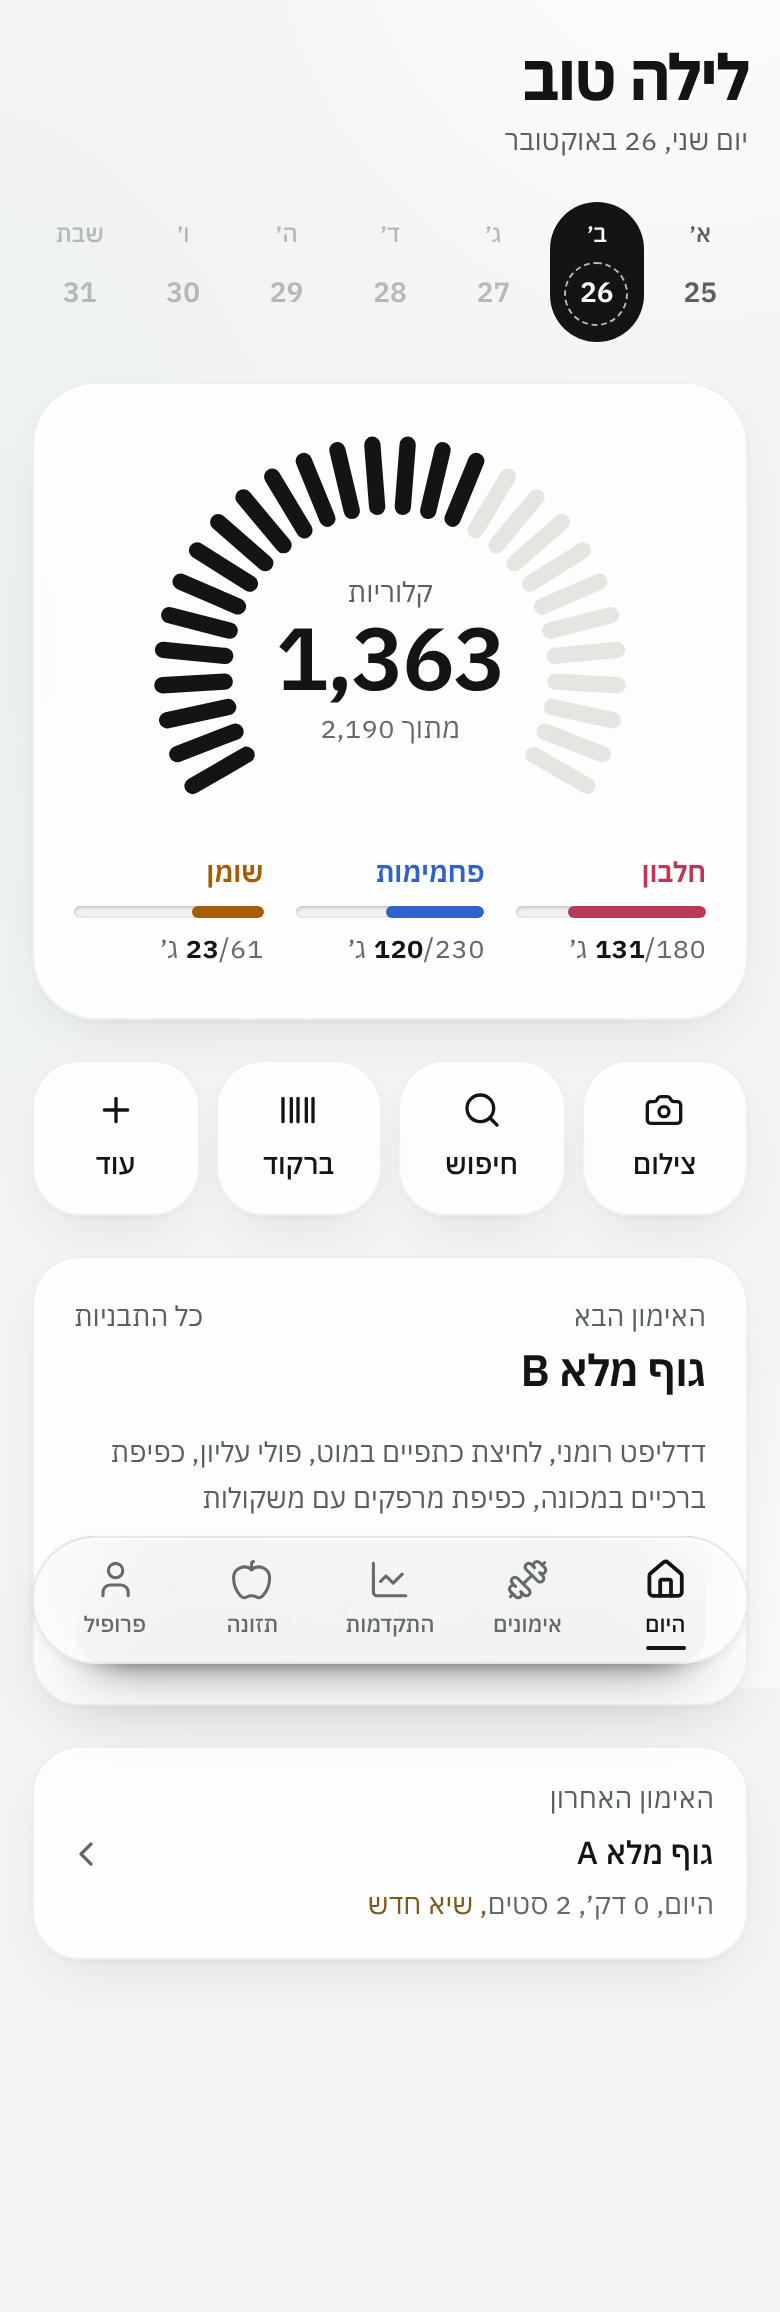 לילה טוב
יום שני, 26 באוקטובר
א׳ ב׳ ג׳ ד׳ ה׳ ו׳ שבת
25 26 27 28 29 30 31
קלוריות
1,363
מתוך 2,190
חלבון פחמימות שומן
131/180 ג׳ 120/230 ג׳ 23/61 ג׳
צילום חיפוש ברקוד עוד
האימון הבא כל התבניות
גוף מלא B
דדליפט רומני, לחיצת כתפיים במוט, פולי עליון, כפיפת
ברכיים במכונה, כפיפת מרפקים עם משקולות
היום אימונים התקדמות תזונה פרופיל
האימון האחרון
גוף מלא A
היום, 0 דק׳, 2 סטים, שיא חדש